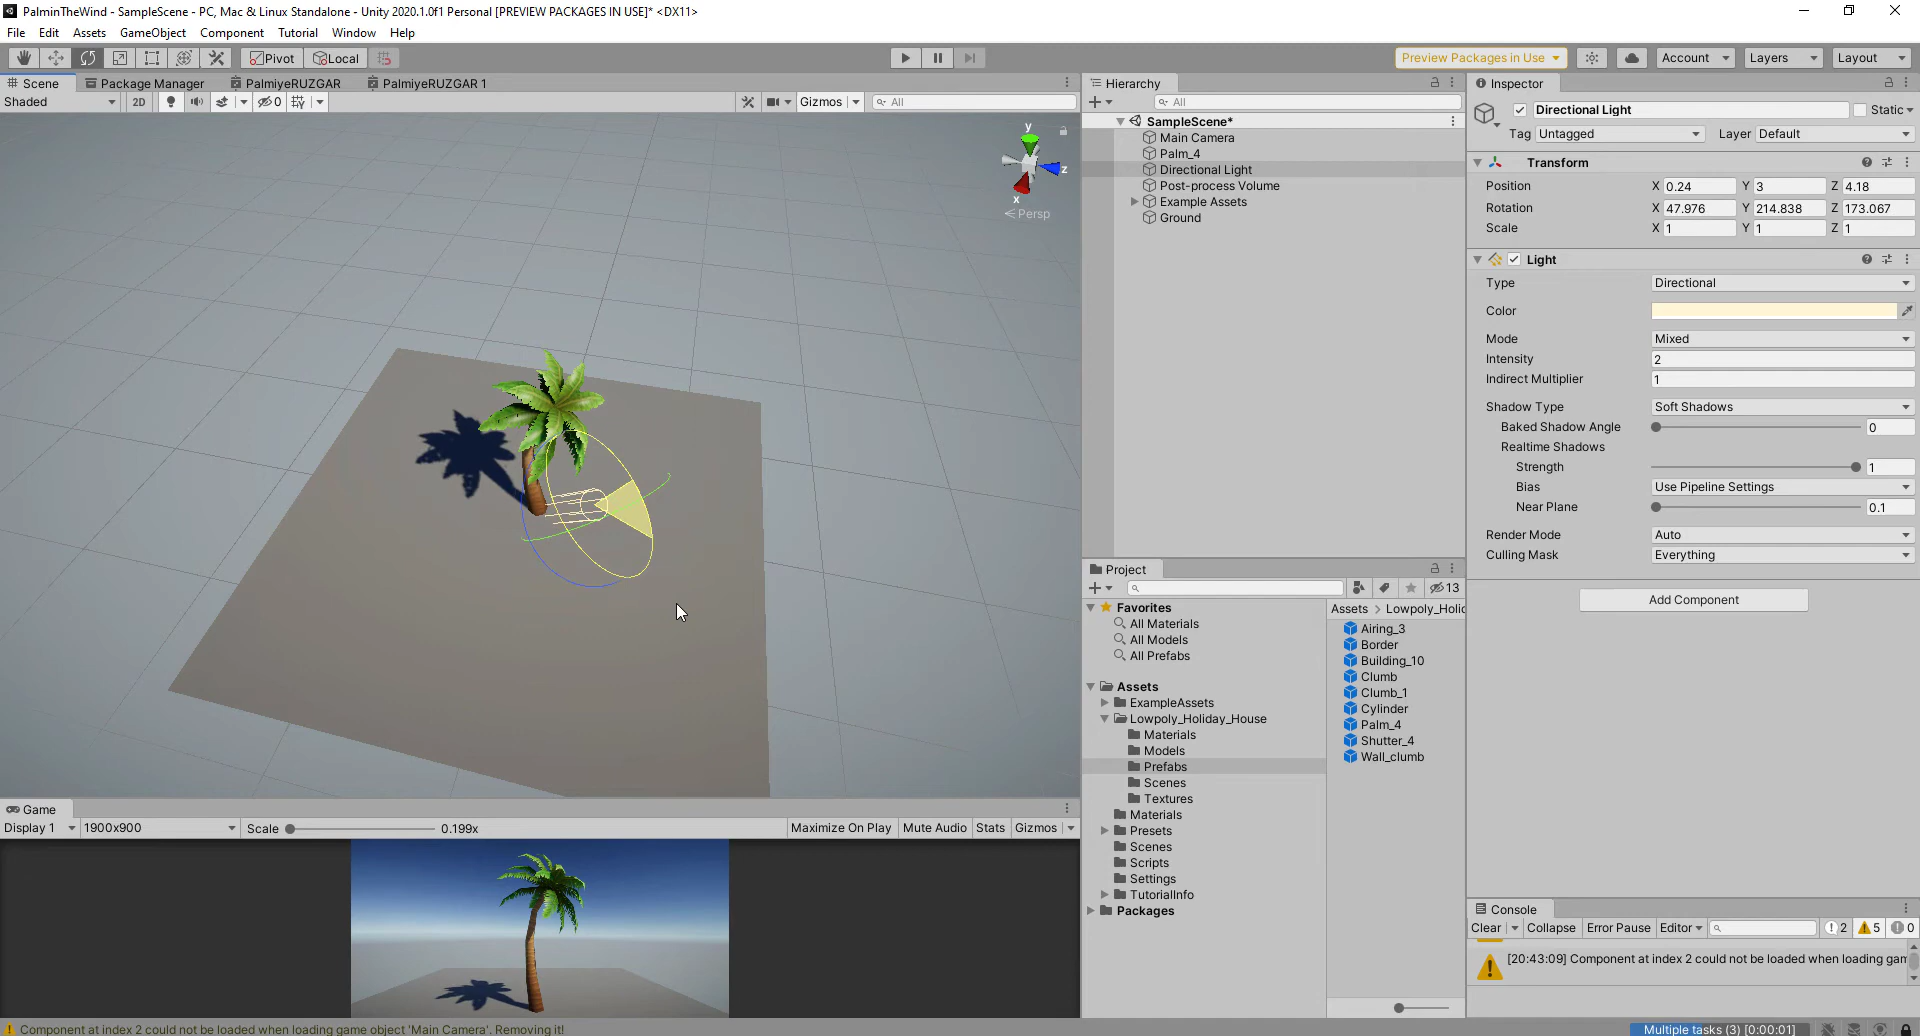 PalminTheWind - SampleScene - PC, Mac & Linux Standalone - Unity 2020.1.0f1 Personal [PREVIEW PACKAGES IN USE]* <DX11>
File Edit Assets GameObject Component Tutorial Window Help
Pivot Local Preview Packages in Use Account Layers Layout
Scene Package Manager PalmiyeRUZGAR PalmiyeRUZGAR 1
Shaded 2D 0 Gizmos All
y
z
x
Persp
Game
Display 1 1900x900 Scale 0.199x Maximize On Play Mute Audio Stats Gizmos
Hierarchy
All
SampleScene*
Main Camera
Palm_4
Directional Light
Post-process Volume
Example Assets
Ground
Project
13
Favorites
All Materials
All Models
All Prefabs
Assets
ExampleAssets
Lowpoly_Holiday_House
Materials
Models
Prefabs
Scenes
Textures
Materials
Presets
Scenes
Scripts
Settings
TutorialInfo
Packages
Assets > Lowpoly_Holic
Airing_3
Border
Building_10
Clumb
Clumb_1
Cylinder
Palm_4
Shutter_4
Wall_clumb
Inspector
Directional Light Static
Tag Untagged Layer Default
Transform
Position X 0.24 Y 3 Z 4.18
Rotation X 47.976 Y 214.838 Z 173.067
Scale X 1 Y 1 Z 1
Light
Type Directional
Color
Mode Mixed
Intensity 2
Indirect Multiplier 1
Shadow Type Soft Shadows
Baked Shadow Angle 0
Realtime Shadows
Strength 1
Bias Use Pipeline Settings
Near Plane 0.1
Render Mode Auto
Culling Mask Everything
Add Component
Console
Clear Collapse Error Pause Editor 2 5 0
[20:43:09] Component at index 2 could not be loaded when loading gam
Component at index 2 could not be loaded when loading game object 'Main Camera'. Removing it!
Multiple tasks (3) [0:00:01]